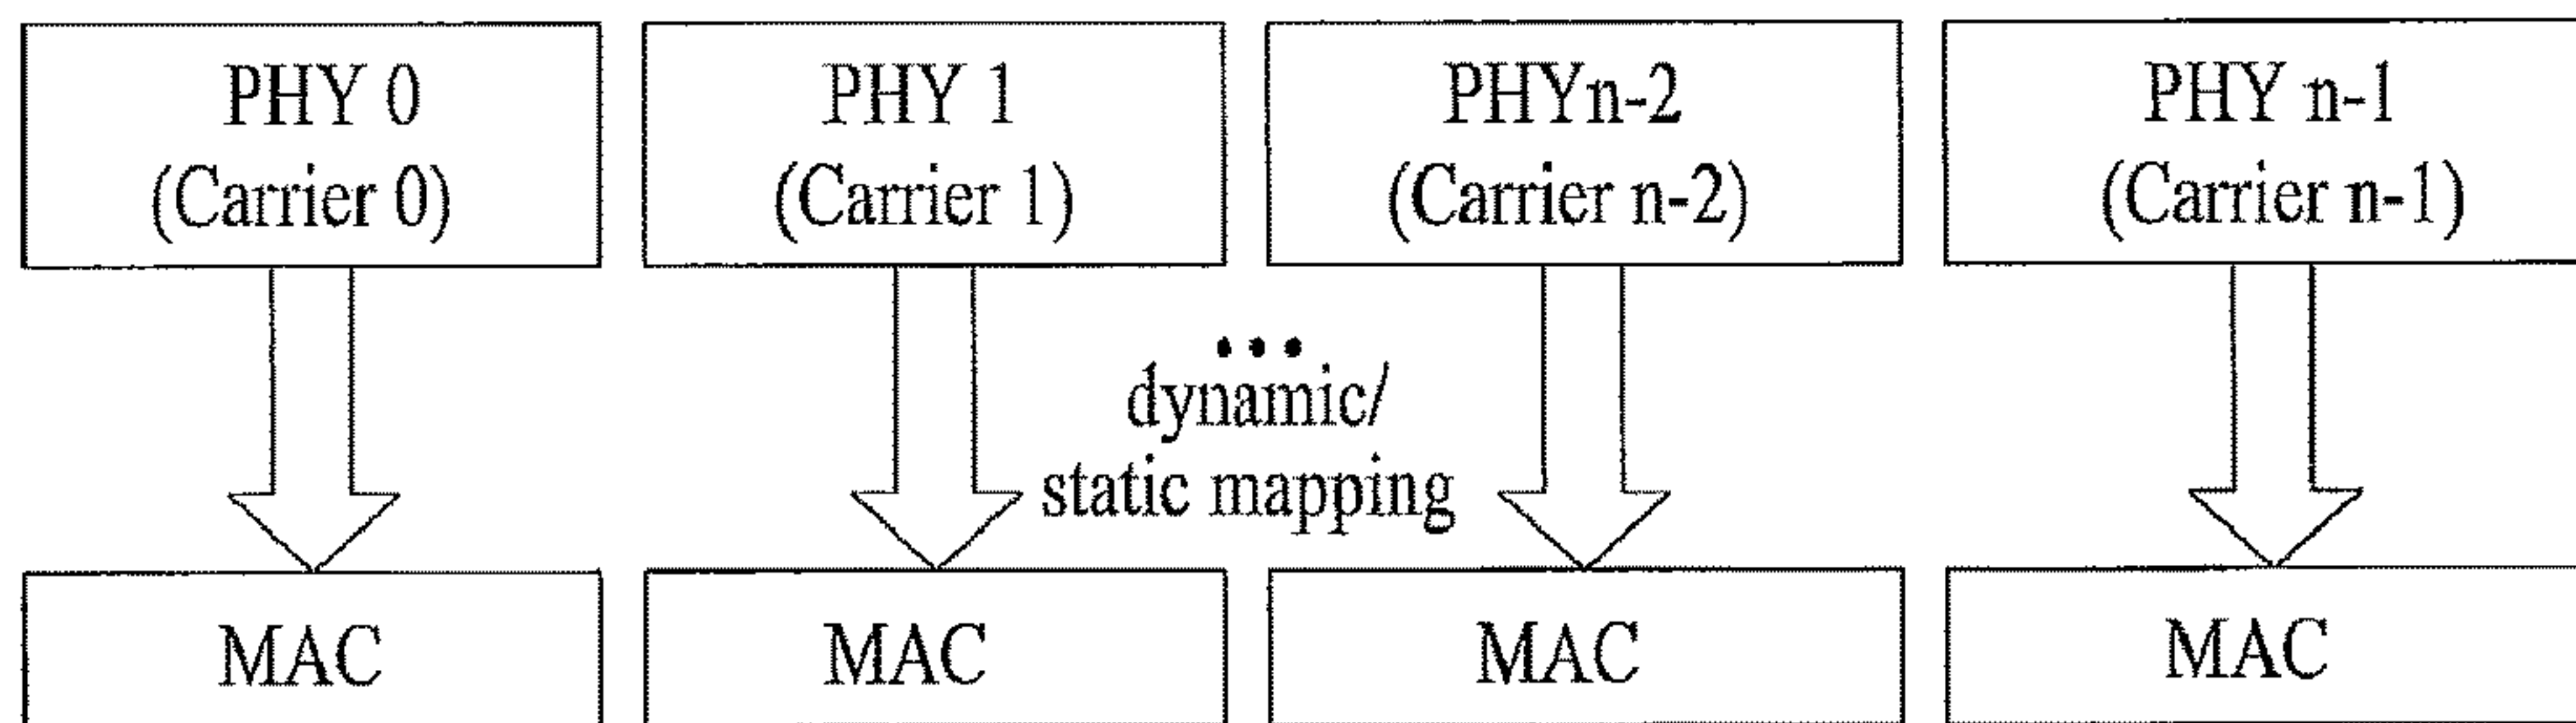 PHY 0
(Carrier 0)
PHY 1
(Carrier 1)
PHYn-2
(Carrier n-2)
PHY n-1
(Carrier n-1)
•••
dynamic/
static mapping
MAC
MAC
MAC
MAC